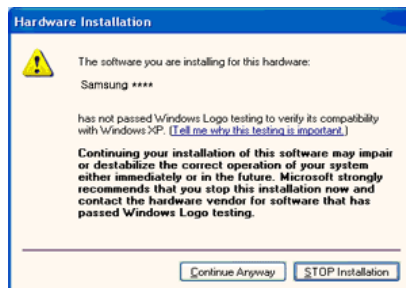 Hardware Installation
The software you are installing for this hardware:
Samsung ****
has not passed Windows Logo testing to verify its compatibility
with Windows XP. (Tell me why this testing is important.)
Continuing your installation of this software may impair
or destabilize the correct operation of your system
either immediately or in the future. Microsoft strongly
recommends that you stop this installation now and
contact the hardware vendor for software that has
passed Windows Logo testing.
Continue Anyway
STOP Installation